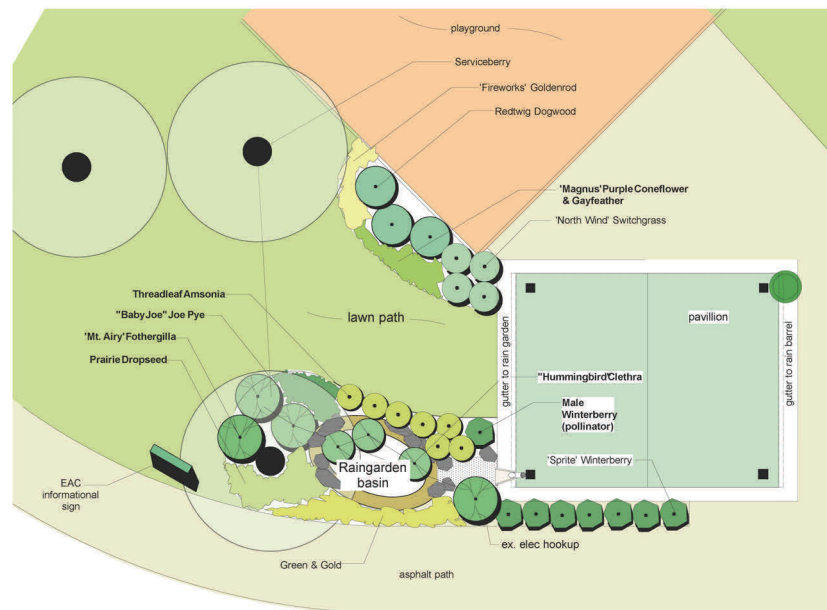 playground
Serviceberry
'Fireworks' Goldenrod
Redtwig Dogwood
'Magnus' Purple Coneflower
& Gayfeather
'North Wind' Switchgrass
Threadleaf Amsonia
"Baby Joe" Joe Pye
'Mt. Airy' Fothergilla
Prairie Dropseed
lawn path
pavillion
gutter to rain garden
gutter to rain barrel
"Hummingbird" Clethra
Male
Winterberry
(pollinator)
'Sprite' Winterberry
Raingarden
basin
EAC
informational
sign
ex. elec hookup
Green & Gold
asphalt path